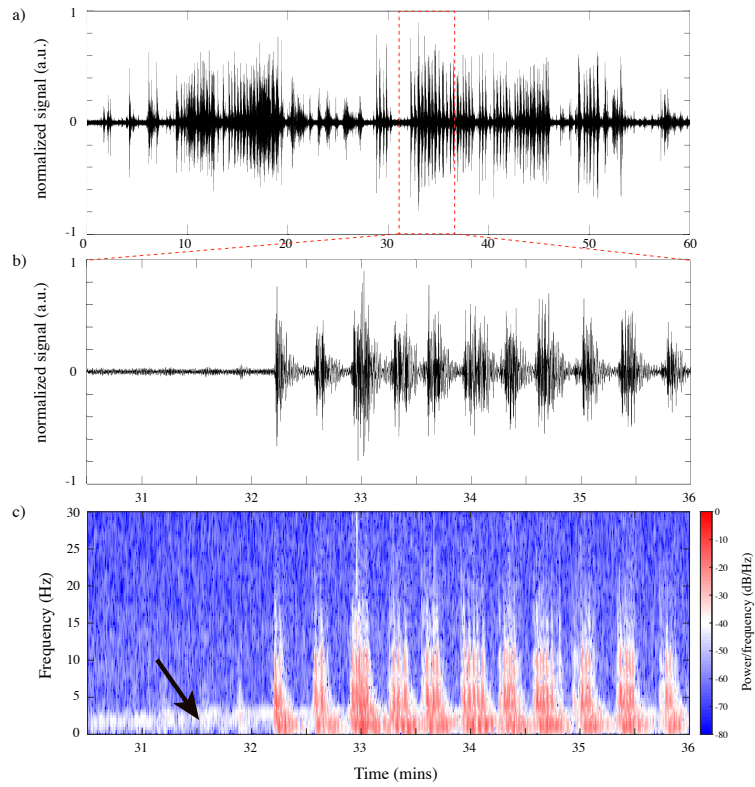 a)
normalized signal (a.u.)
1
0
-1
0 10 20 30 40 50 60
b)
normalized signal (a.u.)
1
0
-1
31 32 33 34 35 36
c)
Frequency (Hz)
30
25
20
15
10
5
0
31 32 33 34 35 36
Time (mins)
0
-10
-20
-30
-40
-50
-60
-70
-80
Power/frequency (dB/Hz)